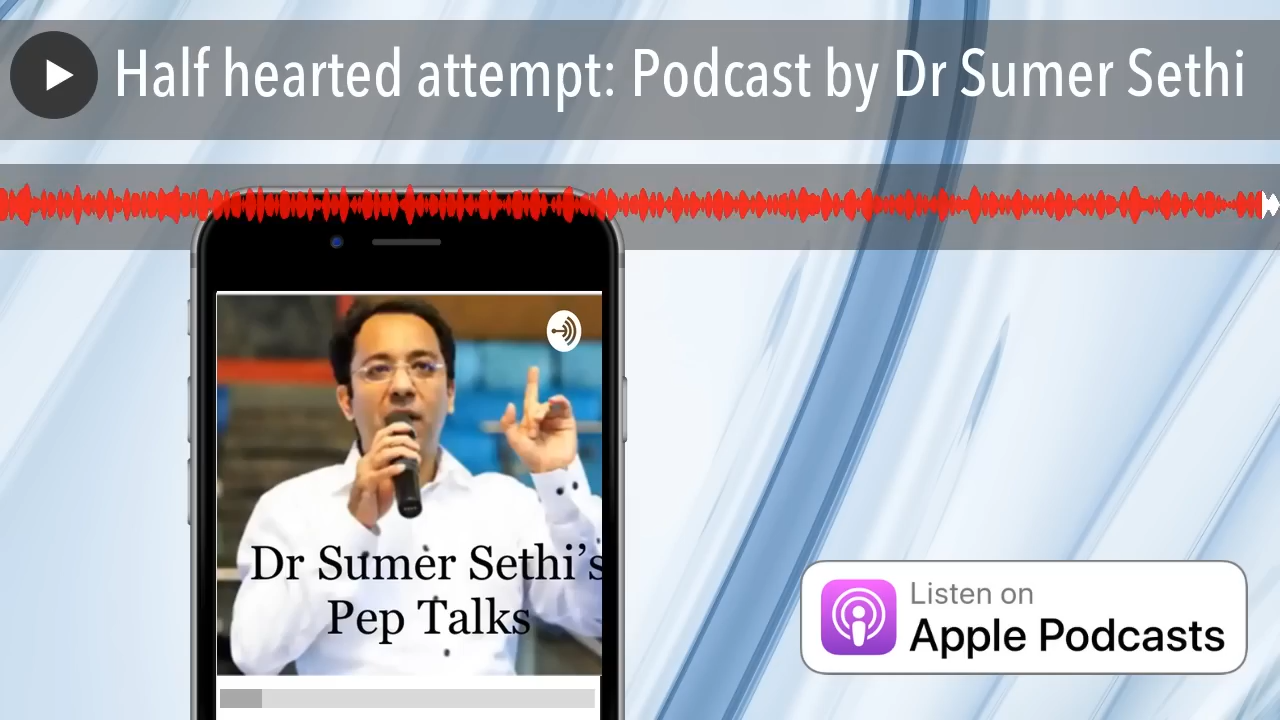 Half hearted attempt: Podcast by Dr Sumer Sethi
Dr Sumer Sethi’s
Pep Talks
Listen on
Apple Podcasts